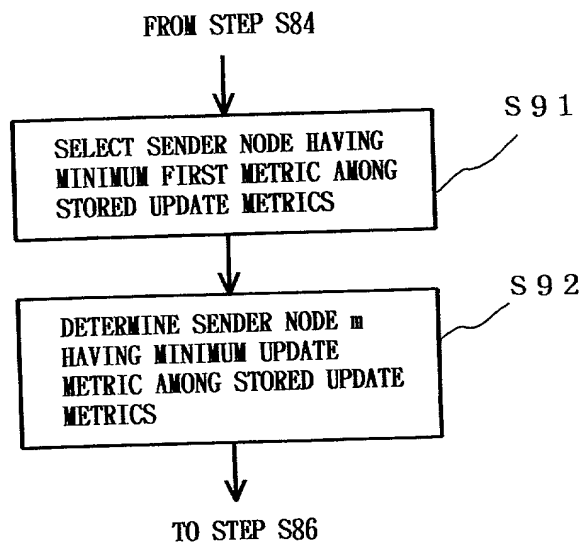 FROM STEP S84
S91
SELECT SENDER NODE HAVING
MINIMUM FIRST METRIC AMONG
STORED UPDATE METRICS
S92
DETERMINE SENDER NODE m
HAVING MINIMUM UPDATE
METRIC AMONG STORED UPDATE
METRICS
TO STEP S86